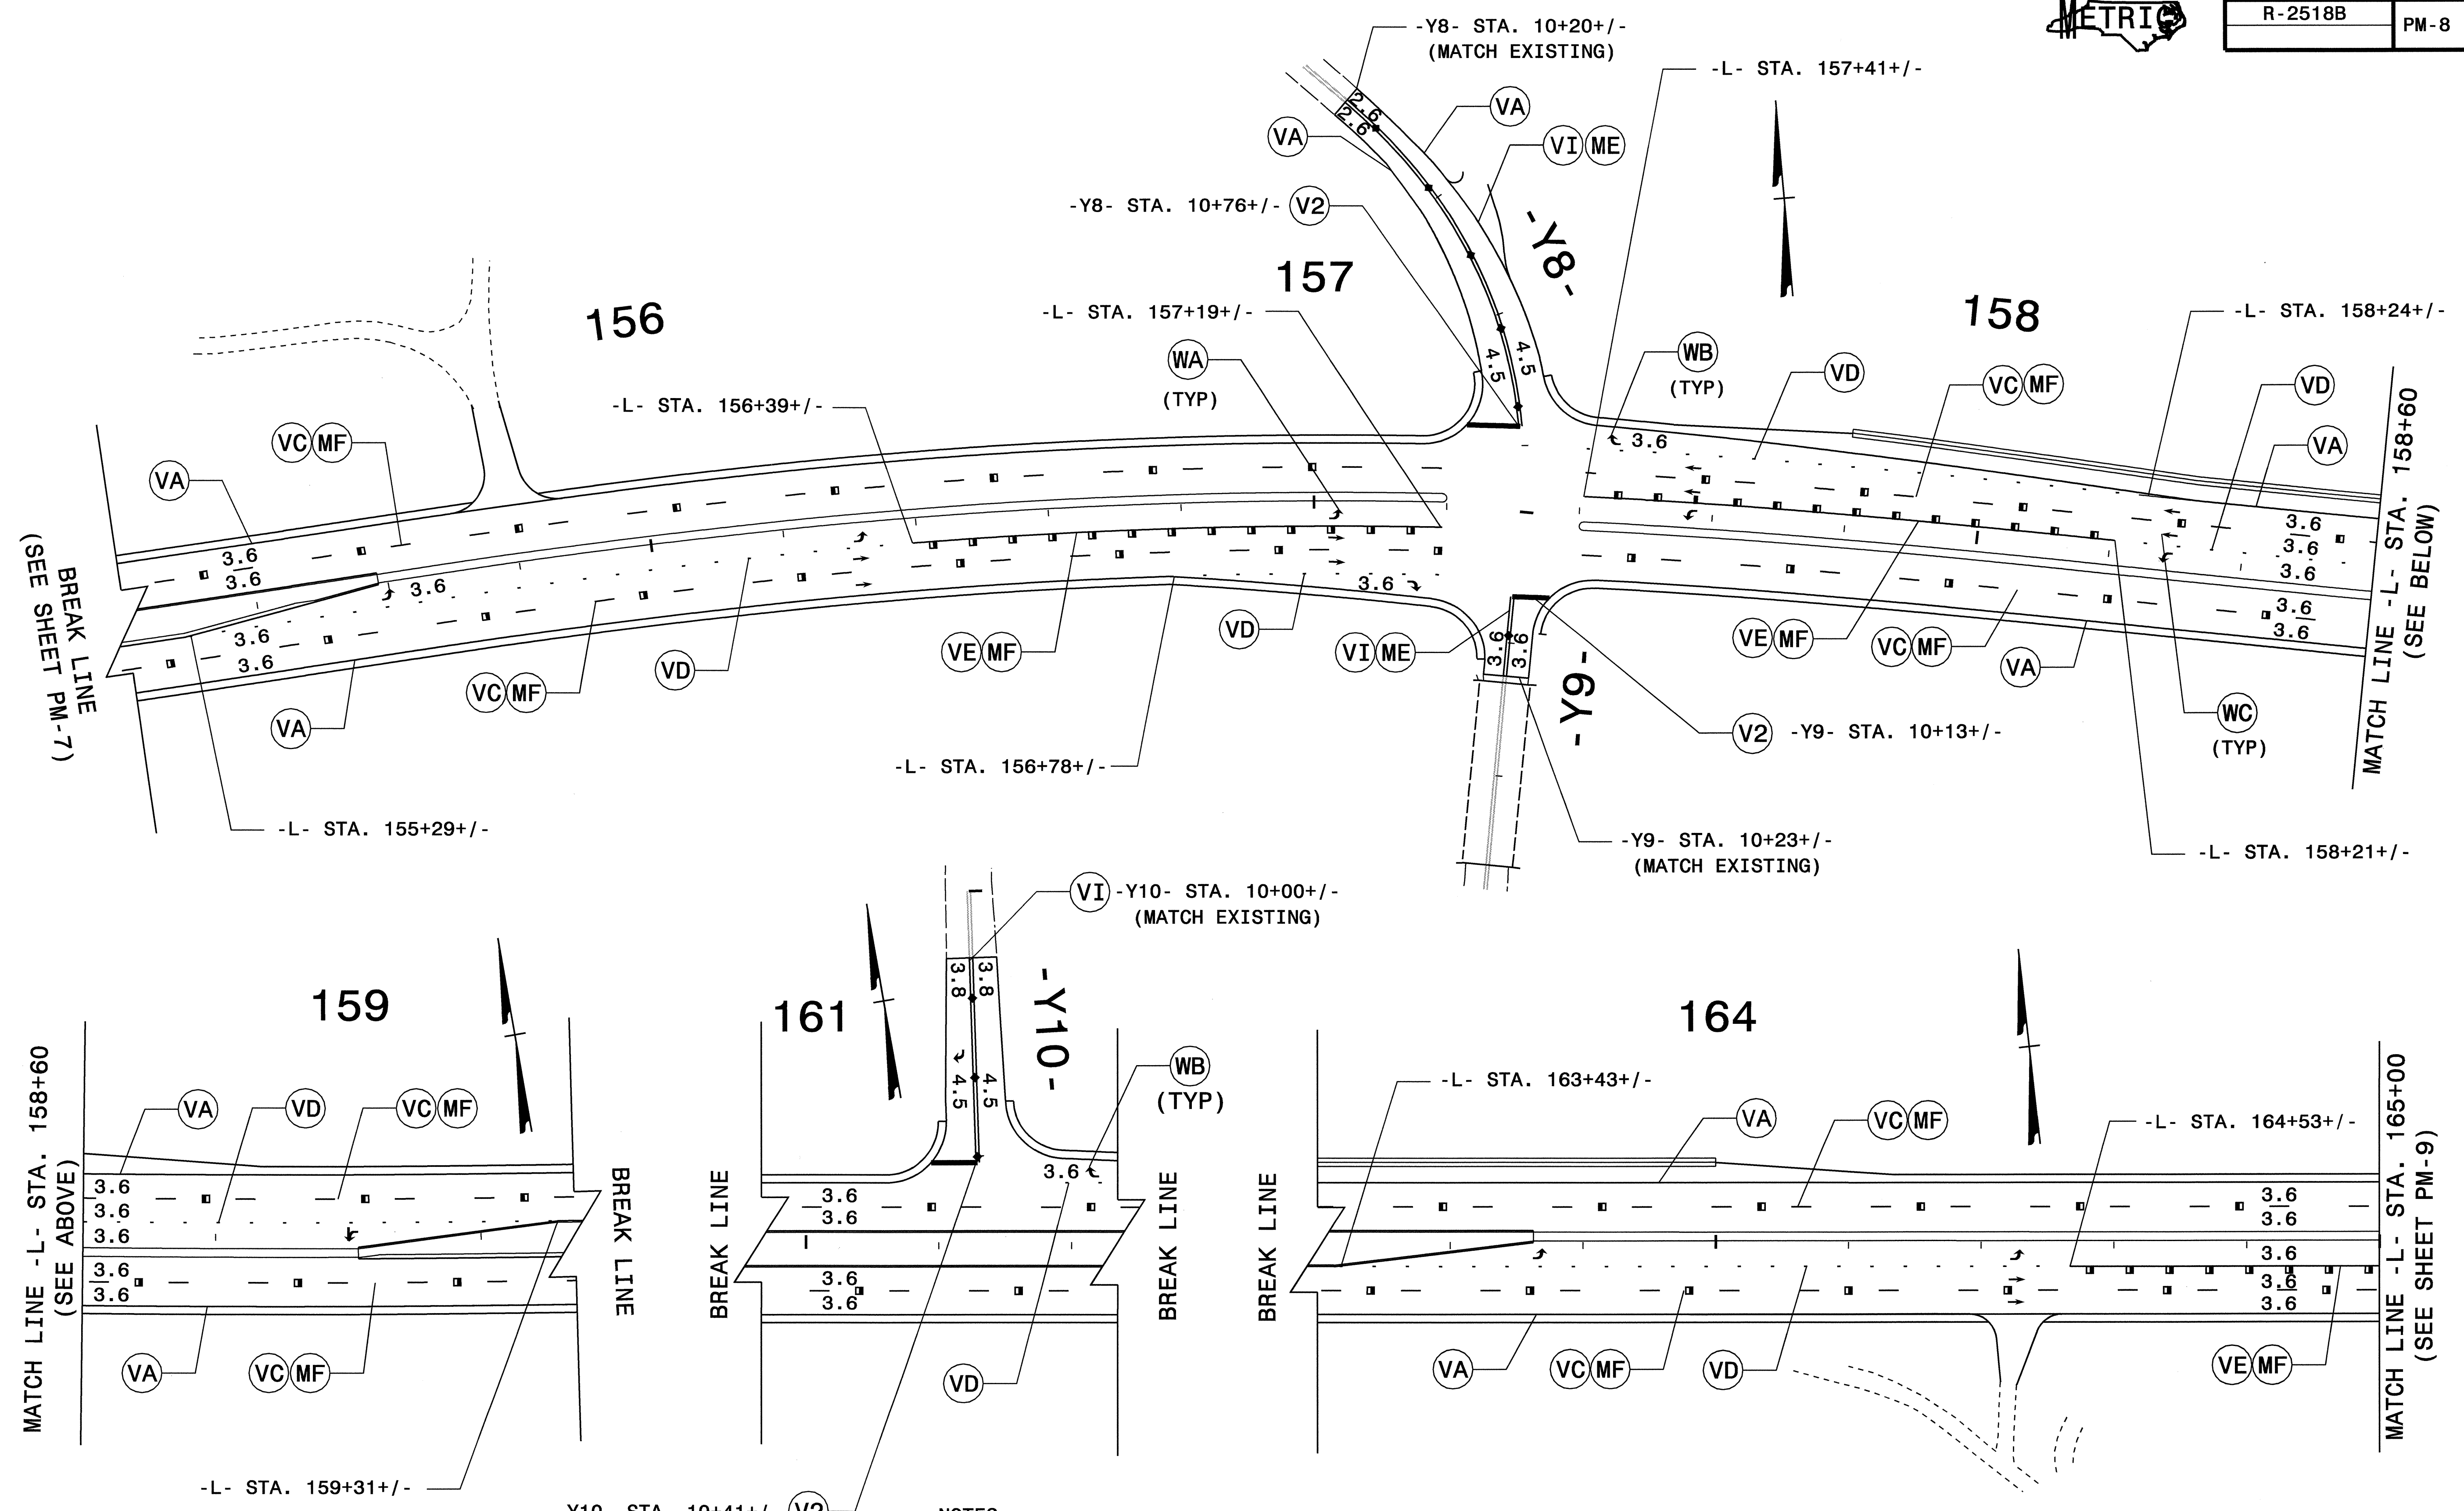 METRIC
R-2518B
PM-8
-Y8- STA. 10+20+/-
(MATCH EXISTING)
-L- STA. 157+41+/-
2.6
2.6
VA
VA
VI ME
-Y8- STA. 10+76+/- V2
-Y8-
156
157
158
-L- STA. 157+19+/-
-L- STA. 158+24+/-
WA
(TYP)
4.5
4.5
WB
(TYP)
VD
VC MF
VD
-L- STA. 156+39+/-
VC MF
VA
3.6
VA
3.6
3.6
3.6
3.6
3.6
3.6
3.6
3.6
3.6
3.6
3.6
BREAK LINE
(SEE SHEET PM-7)
MATCH LINE -L- STA. 158+60
(SEE BELOW)
VC MF
VD
VE MF
VD
VI ME
3.6
3.6
-Y9-
VE MF
VC MF
VA
VA
V2 -Y9- STA. 10+13+/-
WC
(TYP)
-L- STA. 156+78+/-
-L- STA. 155+29+/-
-Y9- STA. 10+23+/-
(MATCH EXISTING)
-L- STA. 158+21+/-
MATCH LINE -L- STA. 158+60
(SEE ABOVE)
159
VA
VD
VC MF
3.6
3.6
3.6
3.6
3.6
VA
VC MF
BREAK LINE
-L- STA. 159+31+/-
VI -Y10- STA. 10+00+/-
(MATCH EXISTING)
161
3.8
3.8
-Y10-
4.5
4.5
WB
(TYP)
3.6
3.6
3.6
3.6
3.6
BREAK LINE
BREAK LINE
VD
Y10- STA. 10+41+/- V2
NOTES
164
BREAK LINE
-L- STA. 163+43+/-
VA
VC MF
-L- STA. 164+53+/-
3.6
3.6
3.6
3.6
3.6
VA
VC MF
VD
VE MF
MATCH LINE -L- STA. 165+00
(SEE SHEET PM-9)